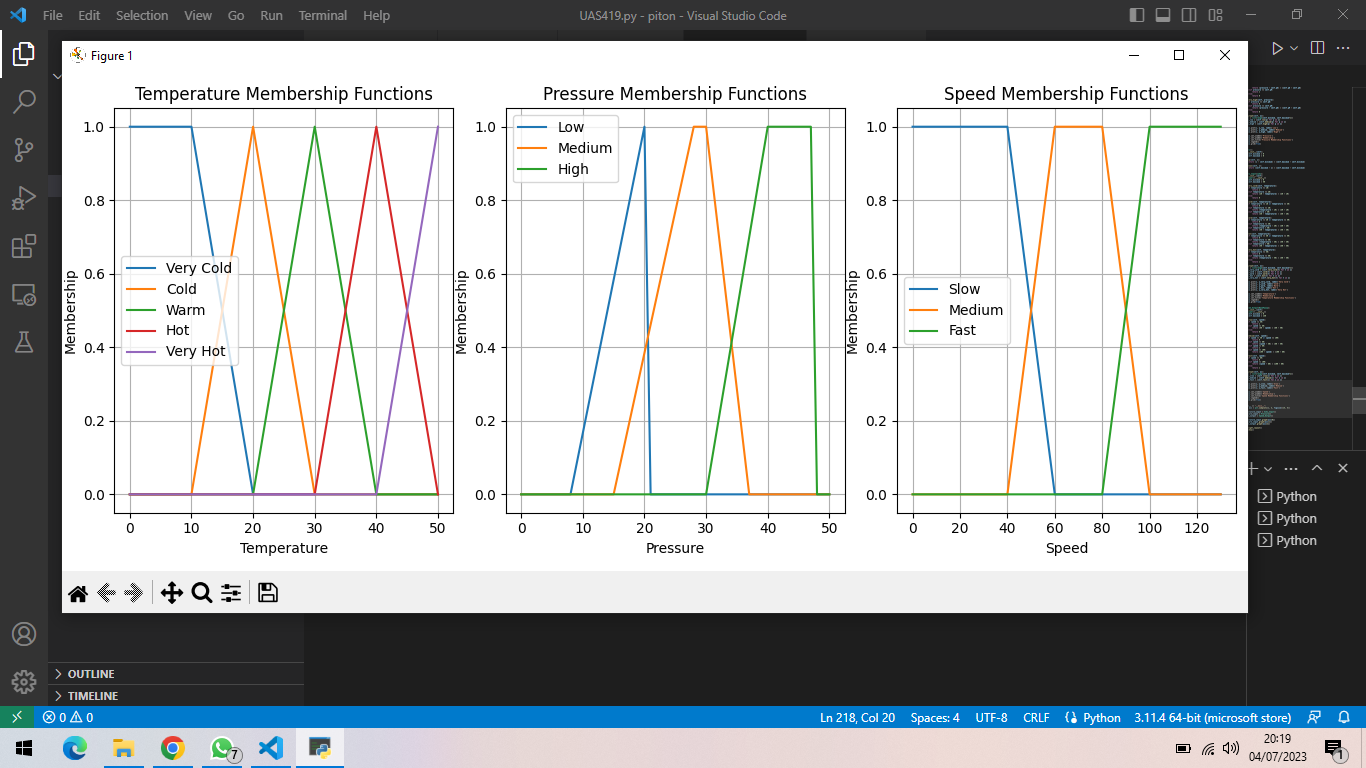 File Edit Selection View Go Run Terminal Help UAS419.py - piton - Visual Studio Code
Figure 1
Temperature Membership Functions
Membership
1.0
0.8
0.6
0.4
0.2
0.0
Very Cold
Cold
Warm
Hot
Very Hot
0 10 20 30 40 50
Temperature
Pressure Membership Functions
Membership
1.0
0.8
0.6
0.4
0.2
0.0
Low
Medium
High
0 10 20 30 40 50
Pressure
Speed Membership Functions
Membership
1.0
0.8
0.6
0.4
0.2
0.0
Slow
Medium
Fast
0 20 40 60 80 100 120
Speed
Python
Python
Python
OUTLINE
TIMELINE
0 0 Ln 218, Col 20 Spaces: 4 UTF-8 CRLF Python 3.11.4 64-bit (microsoft store)
7
20:19
04/07/2023
1